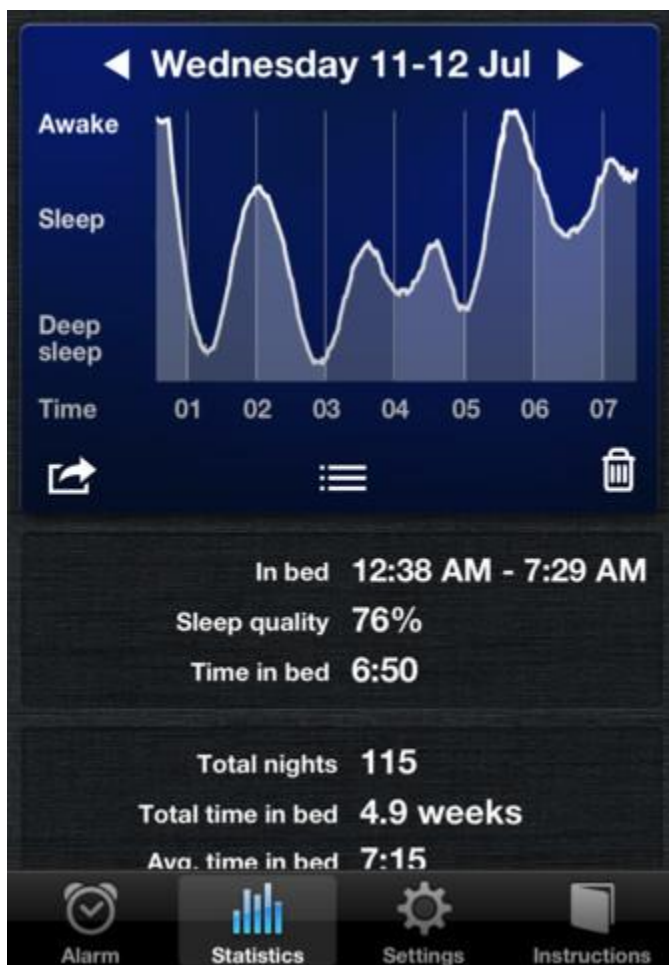 Wednesday 11-12 Jul
Awake
Sleep
Deep
sleep
Time 01 02 03 04 05 06 07
In bed 12:38 AM - 7:29 AM
Sleep quality 76%
Time in bed 6:50
Total nights 115
Total time in bed 4.9 weeks
Avg. time in bed 7:15
Alarm Statistics Settings Instructions